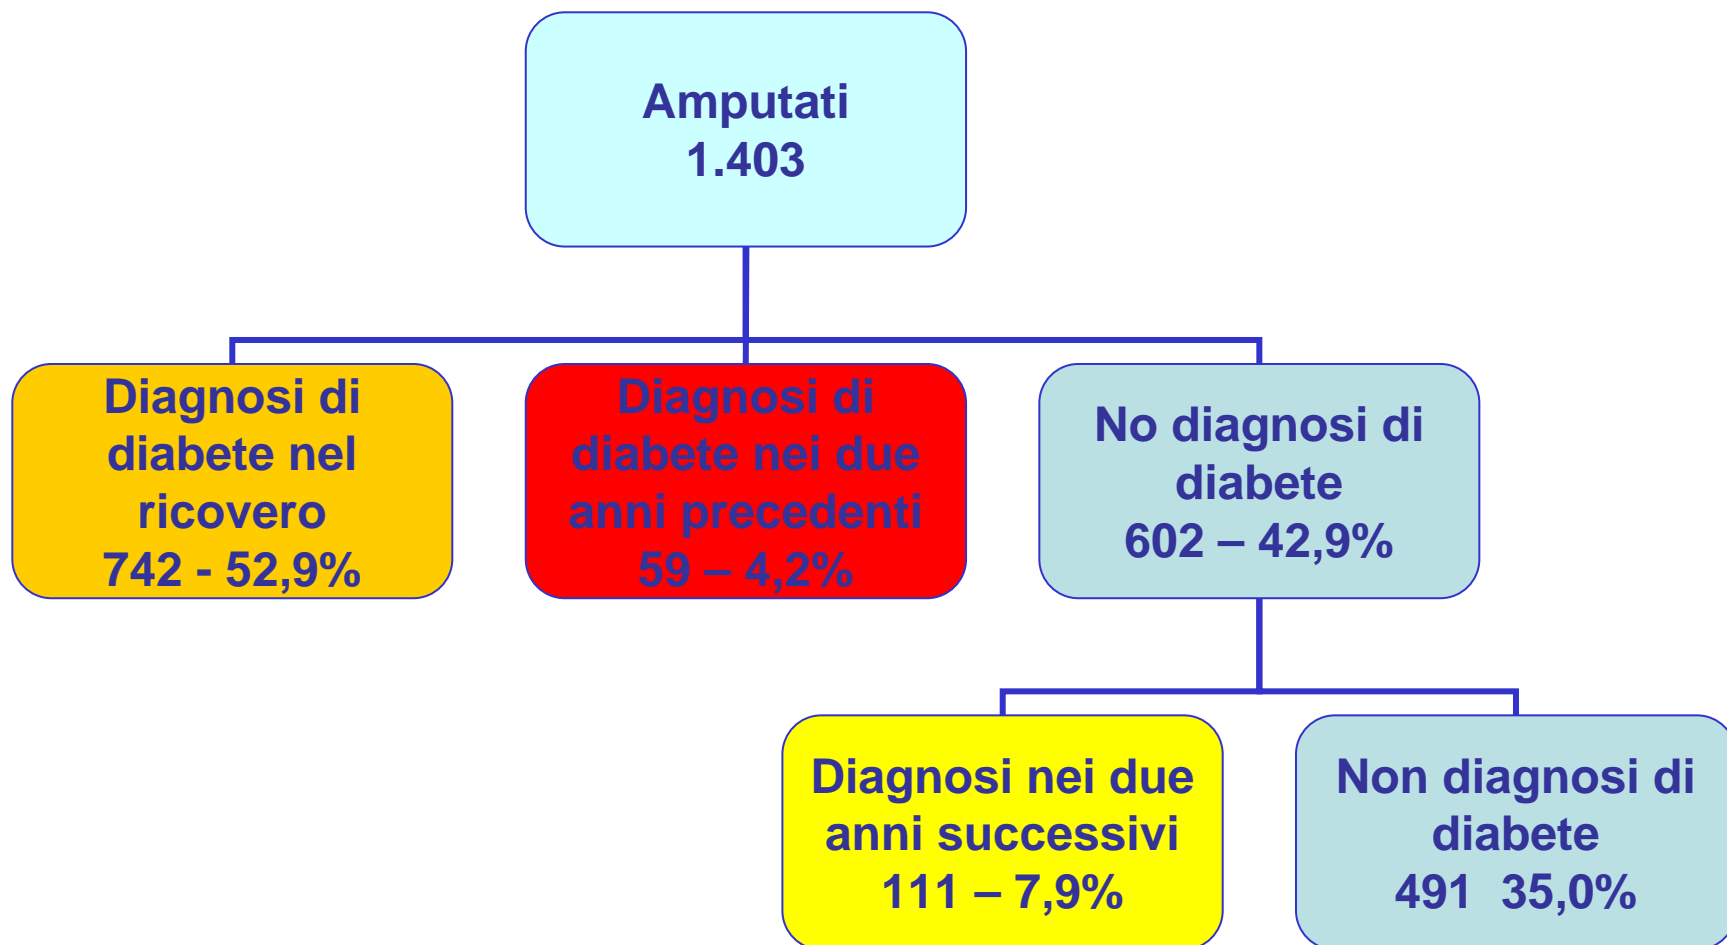 Amputati
1.403
Diagnosi di
diabete nel
ricovero
742 - 52,9%
Diagnosi di
diabete nei due
anni precedenti
59 – 4,2%
No diagnosi di
diabete
602 – 42,9%
Diagnosi nei due
anni successivi
111 – 7,9%
Non diagnosi di
diabete
491  35,0%